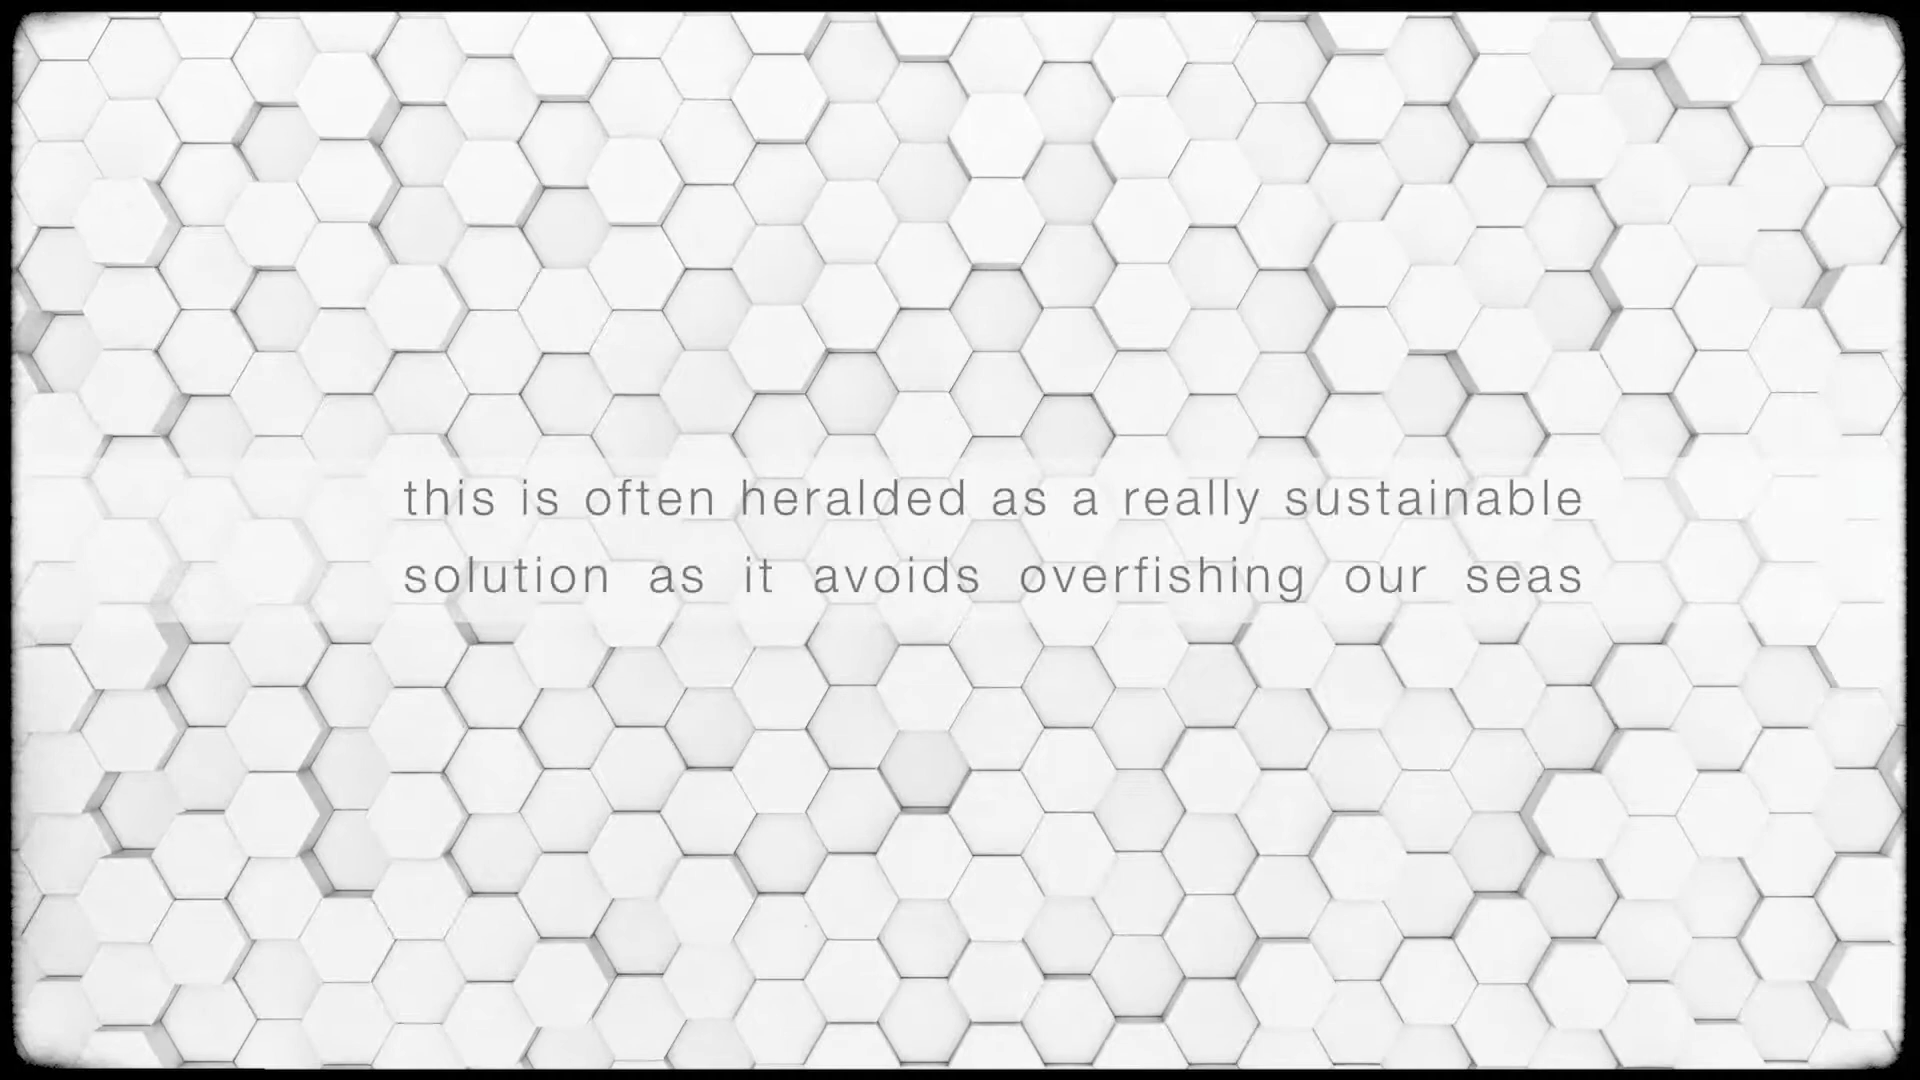 this is often heralded as a really sustainable
solution as it avoids overfishing our seas